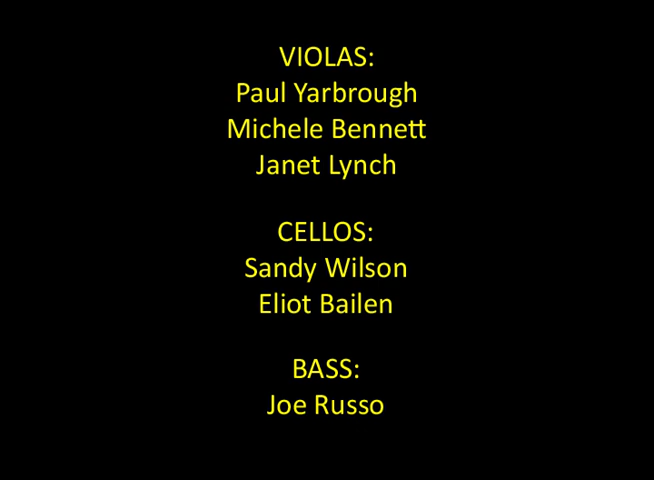 VIOLAS:
Paul Yarbrough
Michele Bennett
Janet Lynch
CELLOS:
Sandy Wilson
Eliot Bailen
BASS:
Joe Russo